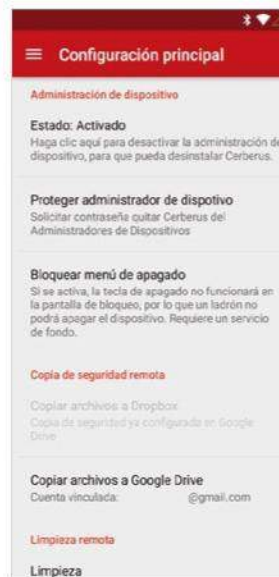 Configuración principal
Administración de dispositivo
Estado: Activado
Haga clic aquí para desactivar la administración de
dispositivo, para que pueda desinstalar Cerberus.
Proteger administrador de dispotivo
Solicitar contraseña quitar Cerberus del
Administradores de Dispositivos
Bloquear menú de apagado
Si se activa, la tecla de apagado no funcionará en
la pantalla de bloqueo, por lo que un ladrón no
podrá apagar el dispositivo. Requiere un servicio
de fondo.
Copia de seguridad remota
Copiar archivos a Dropbox
Copia de seguridad ya configurada en Google
Drive
Copiar archivos a Google Drive
Cuenta vinculada: @gmail.com
Limpieza remota
Limpieza